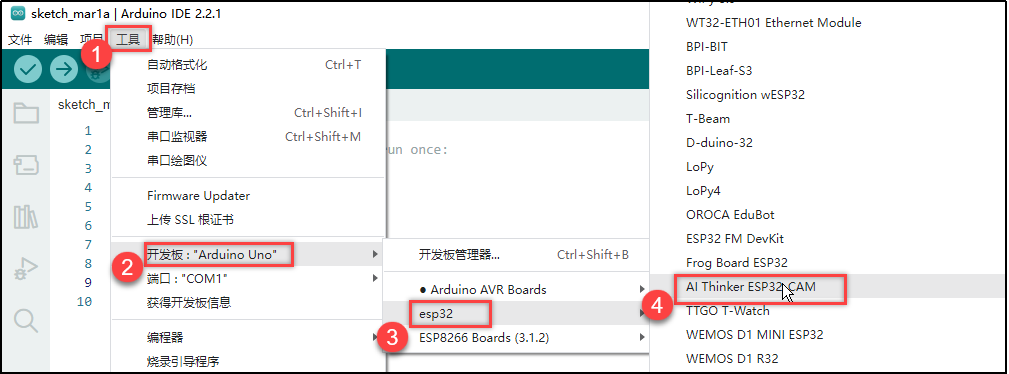 sketch_mar1a | Arduino IDE 2.2.1
文件 编辑 项目 工具 帮助(H)
1
sketch_m
1
2
3
4
5
6
7
8
9
10
un once:
自动格式化 Ctrl+T
项目存档
管理库... Ctrl+Shift+I
串口监视器 Ctrl+Shift+M
串口绘图仪
Firmware Updater
上传 SSL 根证书
2
开发板 : "Arduino Uno"
端口 : "COM1"
获得开发板信息
编程器
烧录引导程序
开发板管理器... Ctrl+Shift+B
Arduino AVR Boards
3
esp32
ESP8266 Boards (3.1.2)
WT32-ETH01 Ethernet Module
BPI-BIT
BPI-Leaf-S3
Silicognition wESP32
T-Beam
D-duino-32
LoPy
LoPy4
OROCA EduBot
ESP32 FM DevKit
Frog Board ESP32
4
AI Thinker ESP32-CAM
TTGO T-Watch
WEMOS D1 MINI ESP32
WEMOS D1 R32